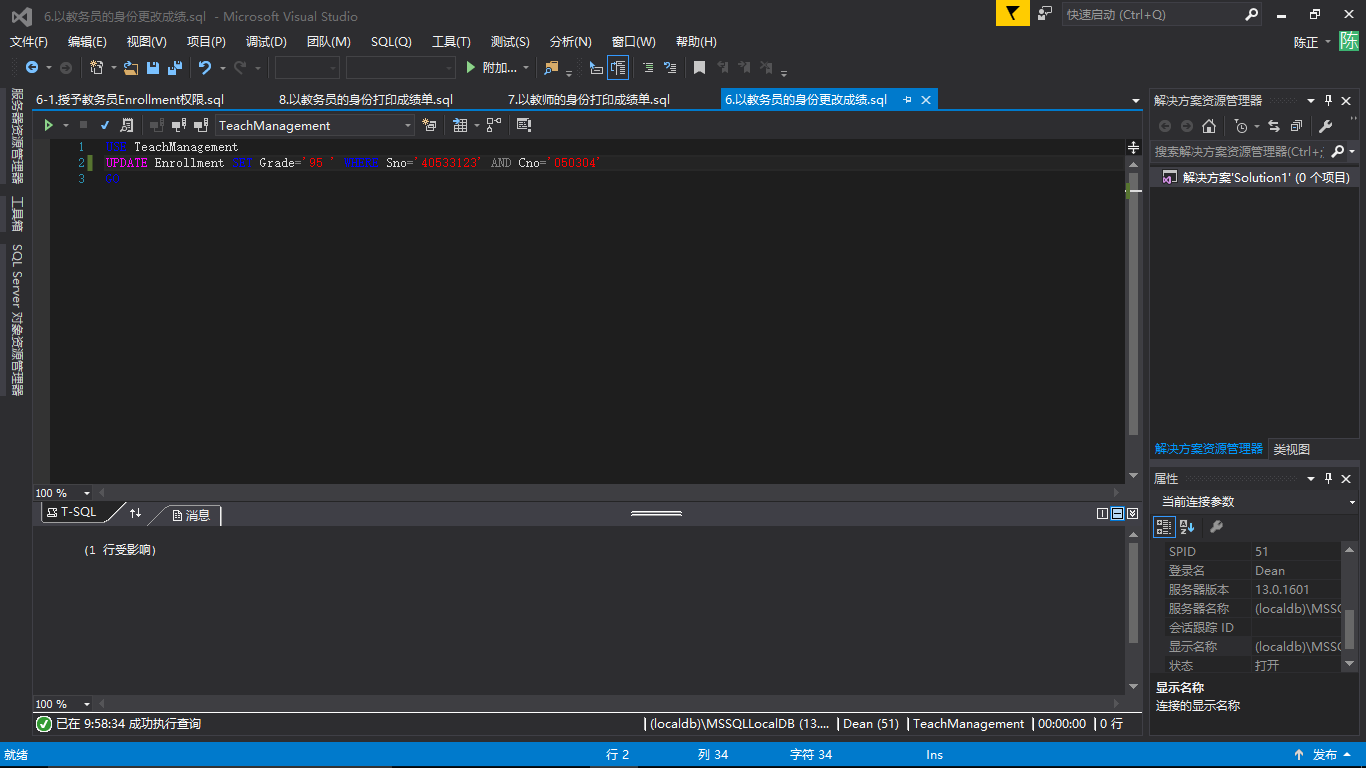 6.以教务员的身份更改成绩.sql - Microsoft Visual Studio
快速启动 (Ctrl+Q)
文件(F) 编辑(E) 视图(V) 项目(P) 调试(D) 团队(M) SQL(Q) 工具(T) 测试(S) 分析(N) 窗口(W) 帮助(H)
陈正 陈
附加...
服务器资源管理器
工具箱
SQL Server 对象资源管理器
6-1.授予教务员Enrollment权限.sql 8.以教务员的身份打印成绩单.sql 7.以教师的身份打印成绩单.sql 6.以教务员的身份更改成绩.sql
TeachManagement
1 USE TeachManagement
2 UPDATE Enrollment SET Grade='95 ' WHERE Sno='40533123' AND Cno='050304'
3 GO
100 %
T-SQL 消息
(1 行受影响)
100 %
已在 9:58:34 成功执行查询
(localdb)\MSSQLLocalDB (13.... Dean (51) TeachManagement 00:00:00 0 行
解决方案资源管理器
搜索解决方案资源管理器(Ctrl+;
解决方案'Solution1' (0 个项目)
解决方案资源管理器 类视图
属性
当前连接参数
SPID 51
登录名 Dean
服务器版本 13.0.1601
服务器名称 (localdb)\MSSQ
会话跟踪 ID
显示名称 (localdb)\MSSQ
状态 打开
显示名称
连接的显示名称
就绪 行 2 列 34 字符 34 Ins 发布